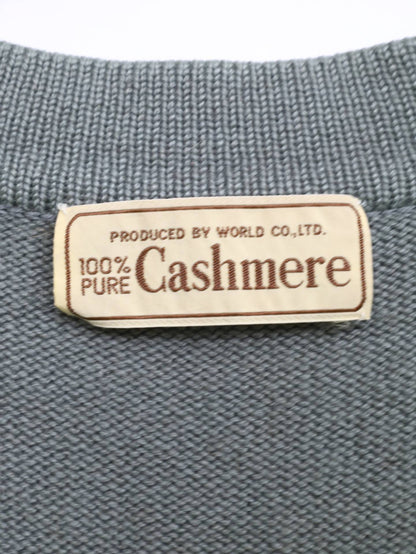 PRODUCED BY WORLD CO.,LTD.
100% PURE Cashmere